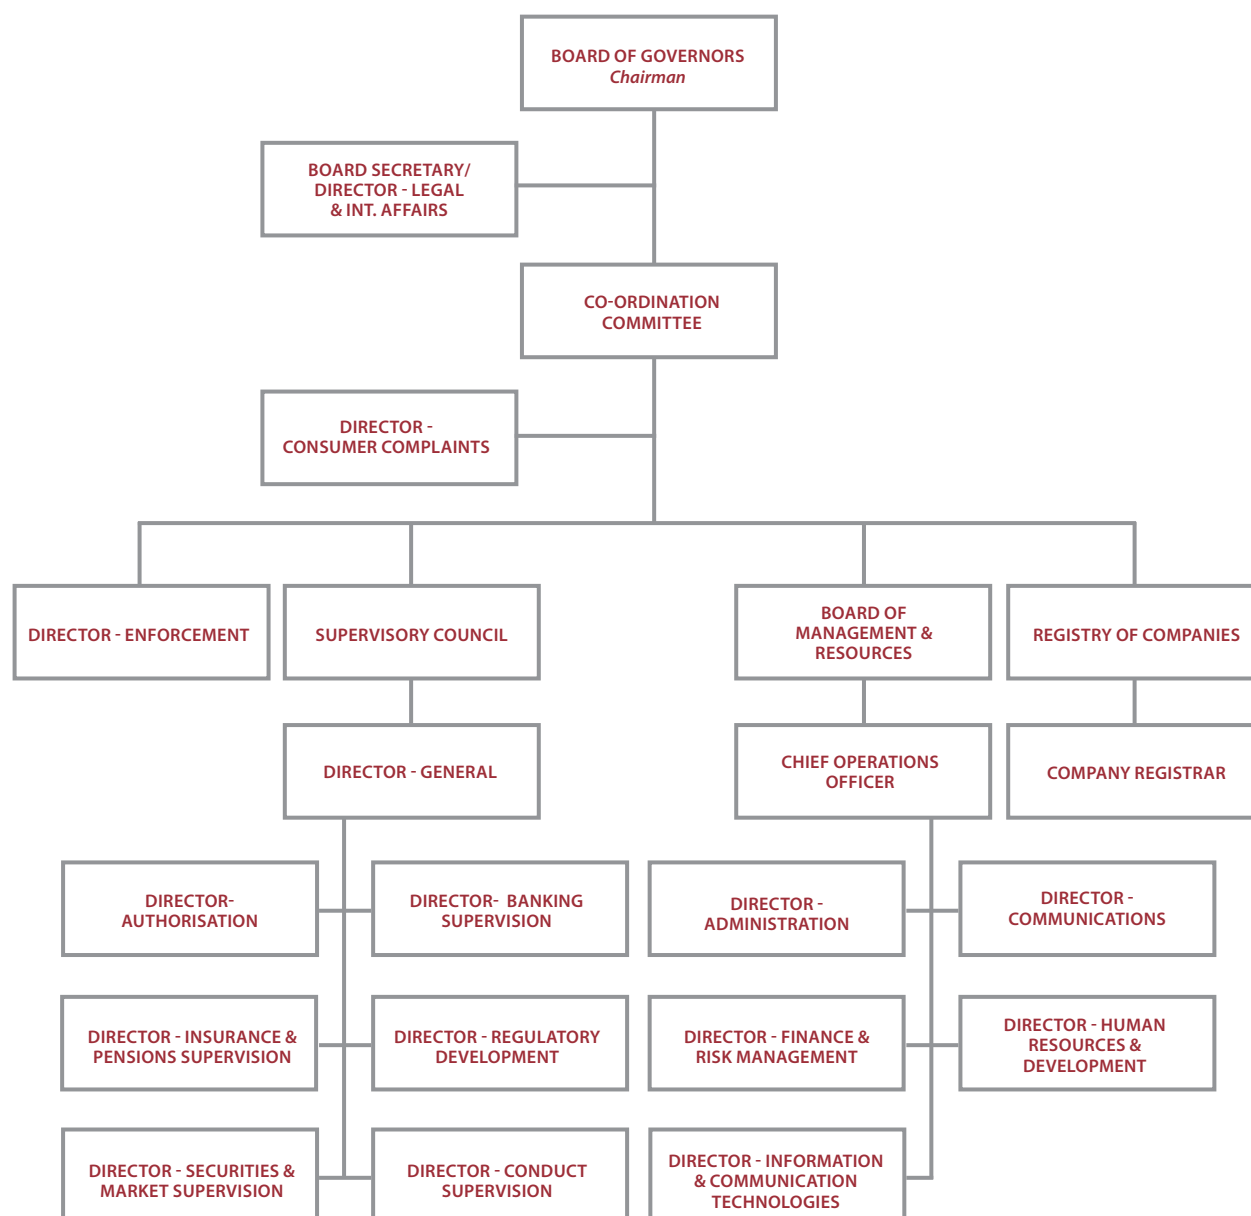 BOARD OF GOVERNORS
Chairman
BOARD SECRETARY/
DIRECTOR - LEGAL
& INT. AFFAIRS
CO-ORDINATION
COMMITTEE
DIRECTOR -
CONSUMER COMPLAINTS
DIRECTOR - ENFORCEMENT
SUPERVISORY COUNCIL
BOARD OF
MANAGEMENT &
RESOURCES
REGISTRY OF COMPANIES
DIRECTOR - GENERAL
CHIEF OPERATIONS
OFFICER
COMPANY REGISTRAR
DIRECTOR-
AUTHORISATION
DIRECTOR- BANKING
SUPERVISION
DIRECTOR -
ADMINISTRATION
DIRECTOR -
COMMUNICATIONS
DIRECTOR - INSURANCE &
PENSIONS SUPERVISION
DIRECTOR - REGULATORY
DEVELOPMENT
DIRECTOR - FINANCE &
RISK MANAGEMENT
DIRECTOR - HUMAN
RESOURCES &
DEVELOPMENT
DIRECTOR - SECURITIES &
MARKET SUPERVISION
DIRECTOR - CONDUCT
SUPERVISION
DIRECTOR - INFORMATION
& COMMUNICATION
TECHNOLOGIES